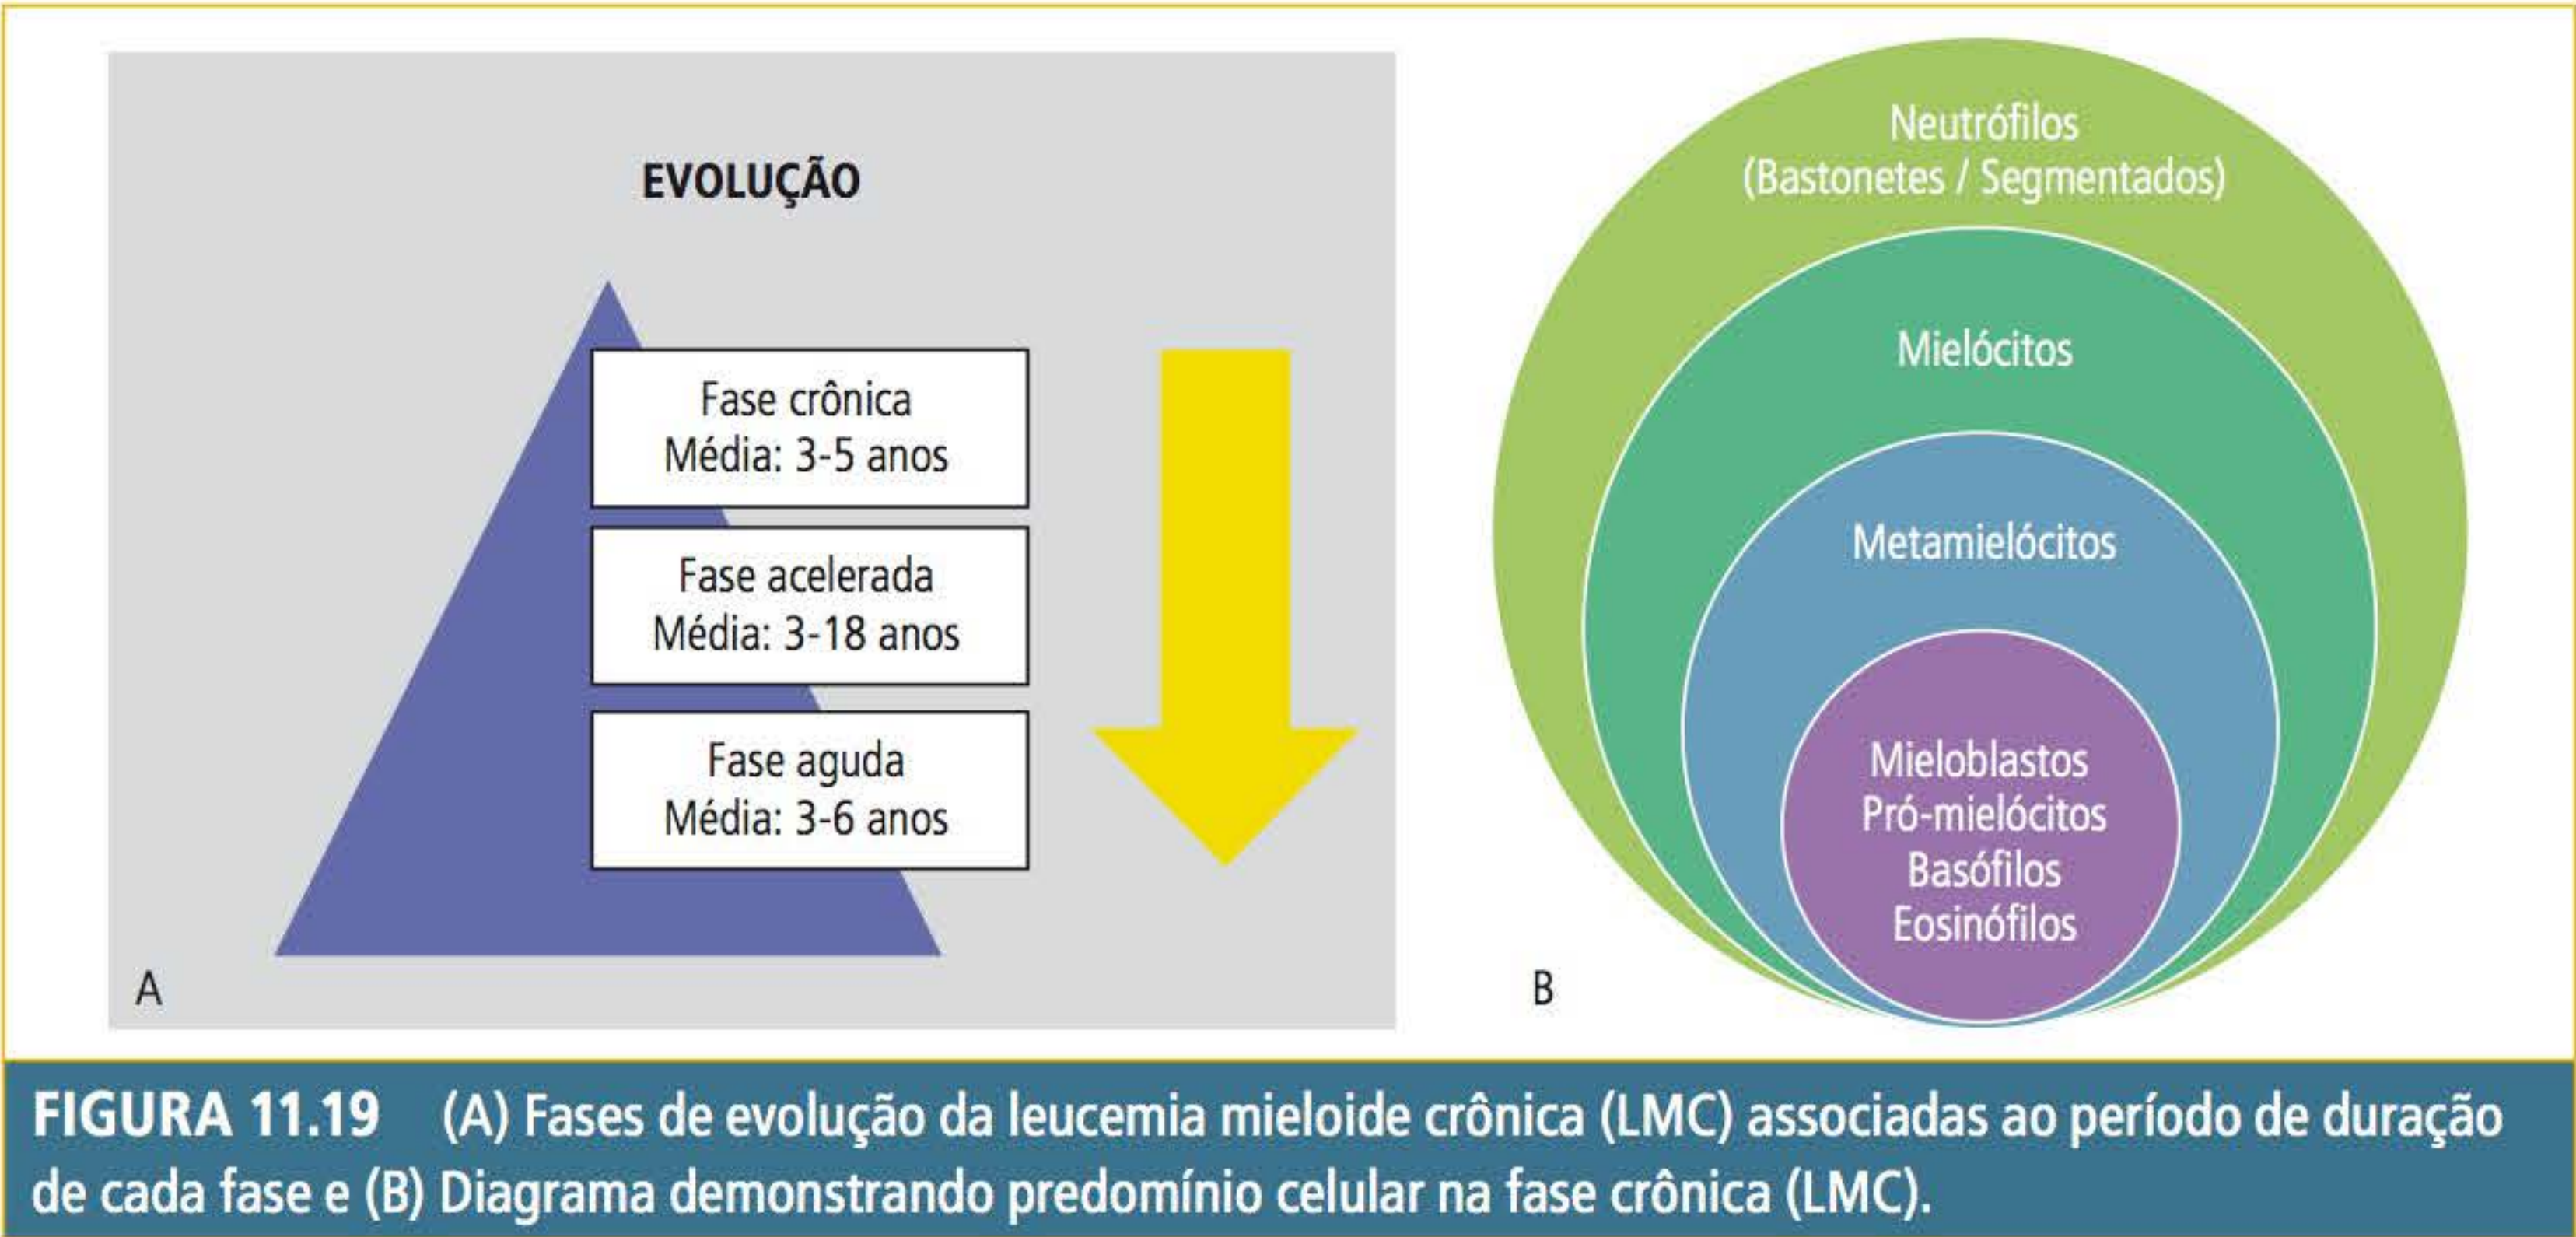 EVOLUÇÃO
Fase crônica
Média: 3-5 anos
Fase acelerada
Média: 3-18 anos
Fase aguda
Média: 3-6 anos
A
Neutrófilos
(Bastonetes / Segmentados)
Mielócitos
Metamielócitos
Mieloblastos
Pró-mielócitos
Basófilos
Eosinófilos
B
FIGURA 11.19 (A) Fases de evolução da leucemia mieloide crônica (LMC) associadas ao período de duração
de cada fase e (B) Diagrama demonstrando predomínio celular na fase crônica (LMC).